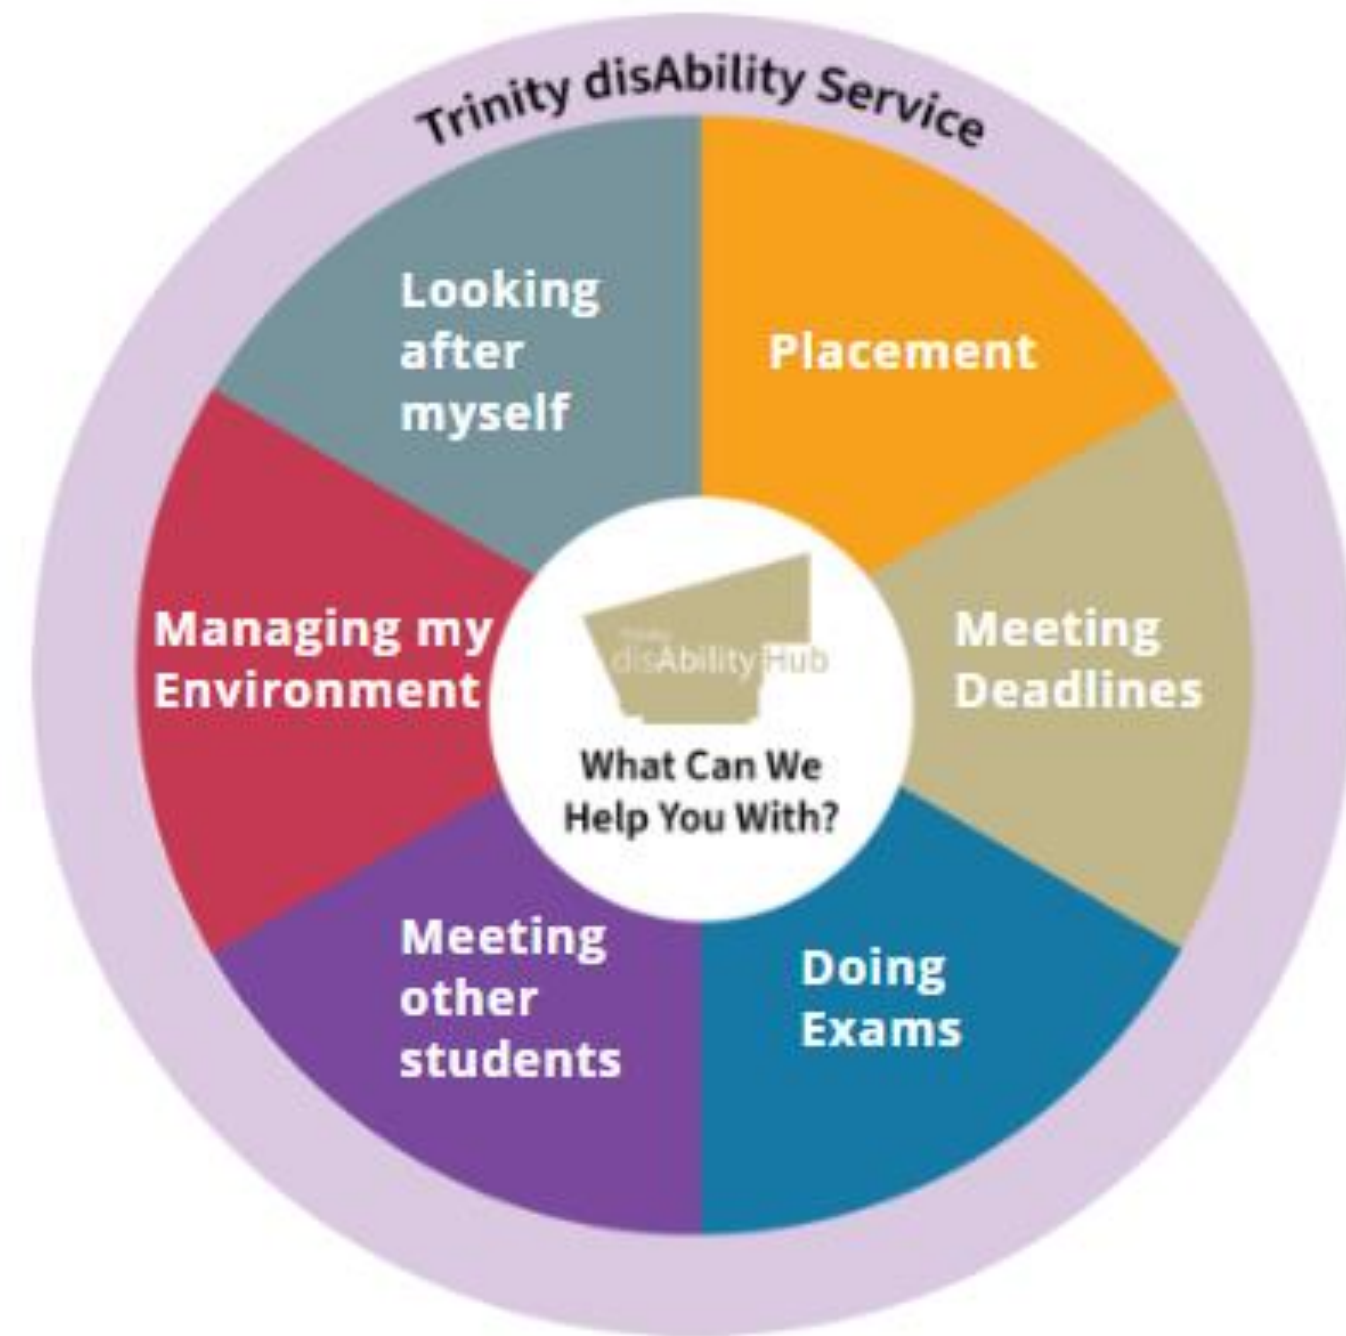 Trinity disAbility Service
Looking
after
myself
Placement
Managing my
Environment
disAbility Hub
Meeting
Deadlines
What Can We
Help You With?
Meeting
other
students
Doing
Exams